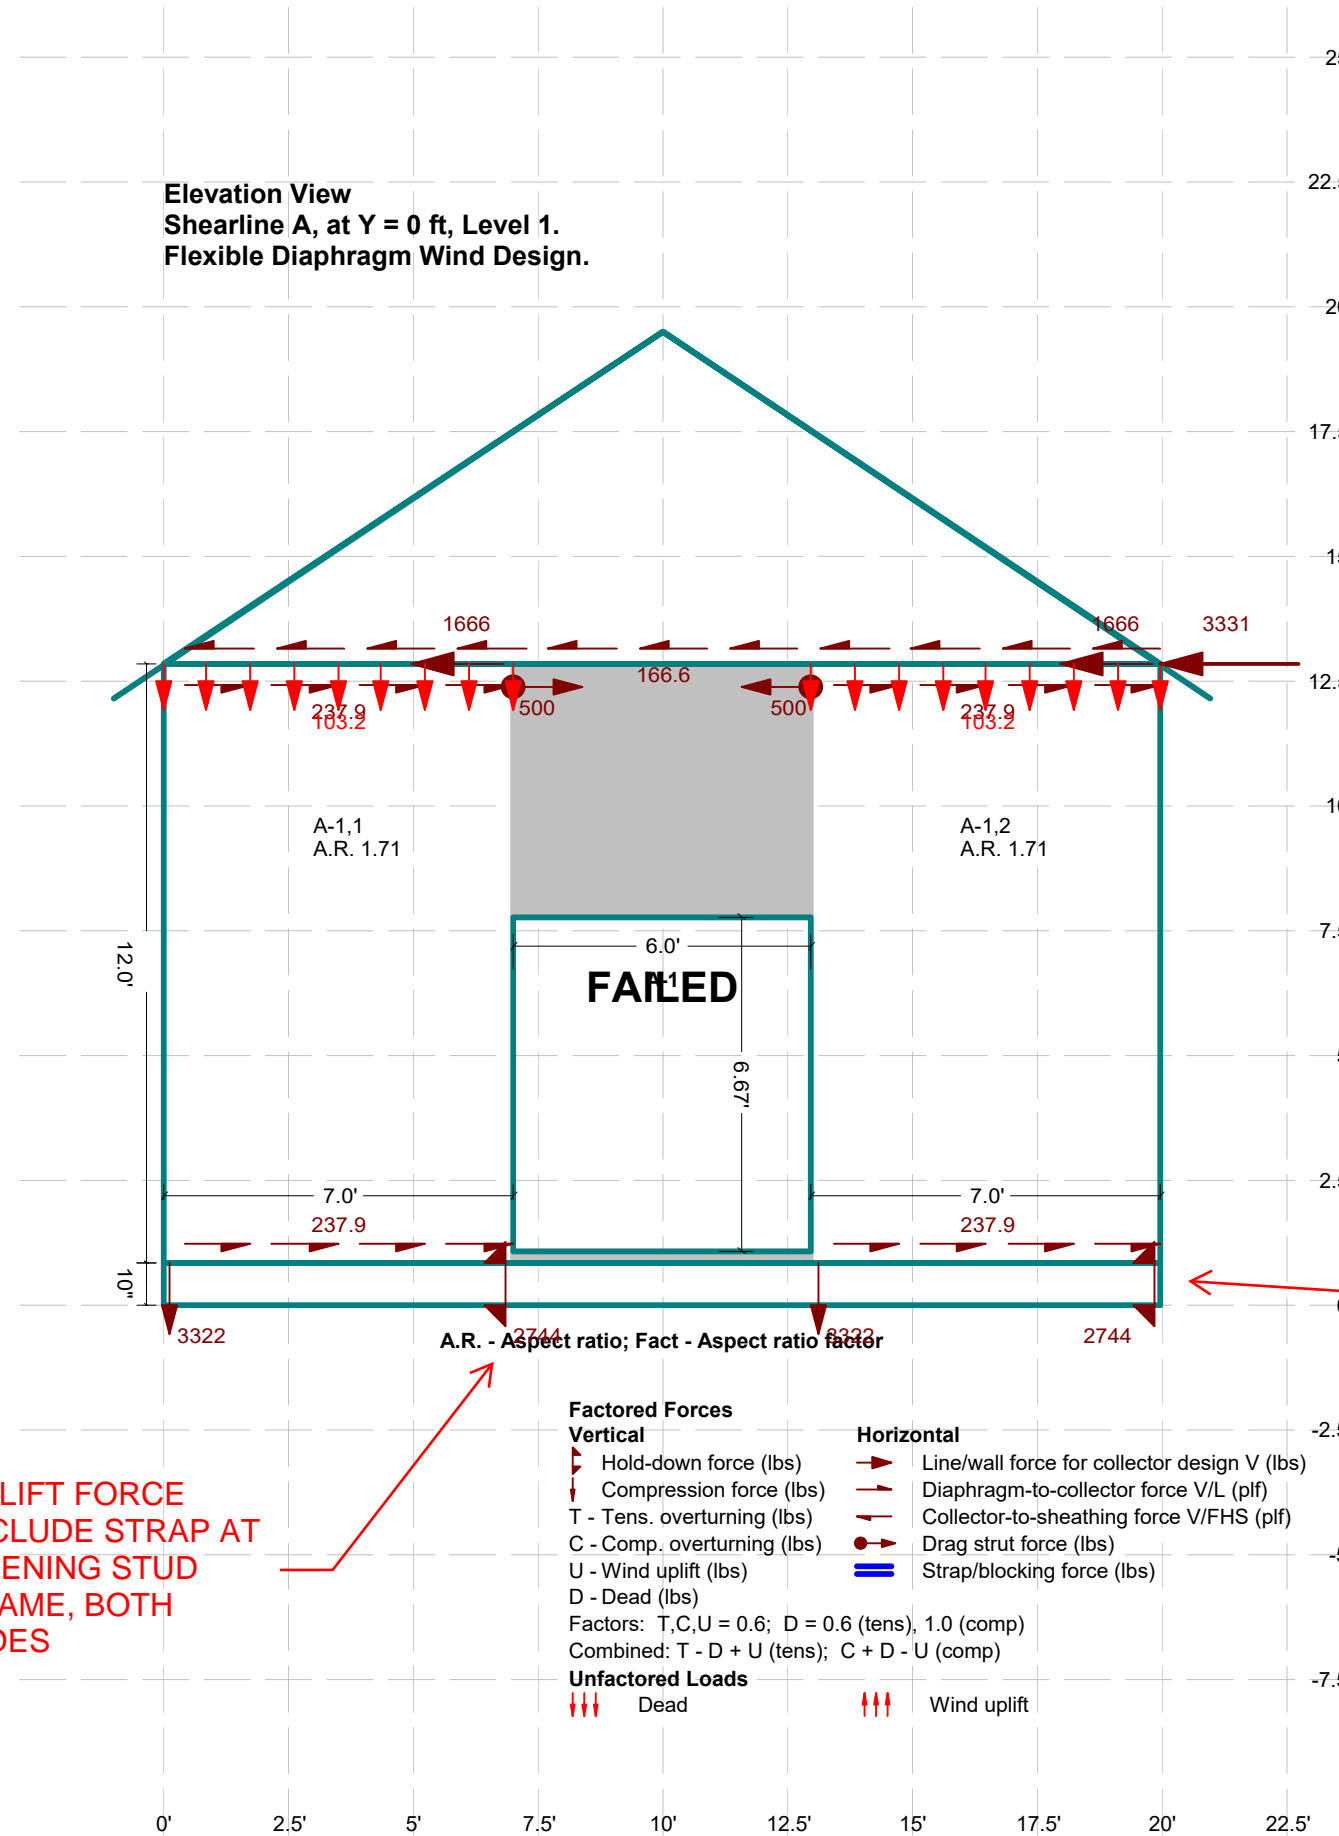 Elevation View
Shearline A, at Y = 0 ft, Level 1.
Flexible Diaphragm Wind Design.
22.5
17.5
12.5
7.5
2.5
-2.5
-7.5
1666
1666
3331
166.6
500
500
237.9
103.2
237.9
103.2
A-1,1
A.R. 1.71
A-1,2
A.R. 1.71
12.0'
6.0'
FAILED
A-1
6.67'
7.0'
7.0'
237.9
237.9
10"
3322
2744
3322
2744
A.R. - Aspect ratio; Fact - Aspect ratio factor
LIFT FORCE
CLUDE STRAP AT
ENING STUD
AME, BOTH
DES
Factored Forces
Vertical
Horizontal
Hold-down force (lbs)
Line/wall force for collector design V (lbs)
Compression force (lbs)
Diaphragm-to-collector force V/L (plf)
T - Tens. overturning (lbs)
Collector-to-sheathing force V/FHS (plf)
C - Comp. overturning (lbs)
Drag strut force (lbs)
U - Wind uplift (lbs)
Strap/blocking force (lbs)
D - Dead (lbs)
Factors: T,C,U = 0.6; D = 0.6 (tens), 1.0 (comp)
Combined: T - D + U (tens); C + D - U (comp)
Unfactored Loads
Dead
Wind uplift
0' 2.5' 5' 7.5' 10' 12.5' 15' 17.5' 20' 22.5'